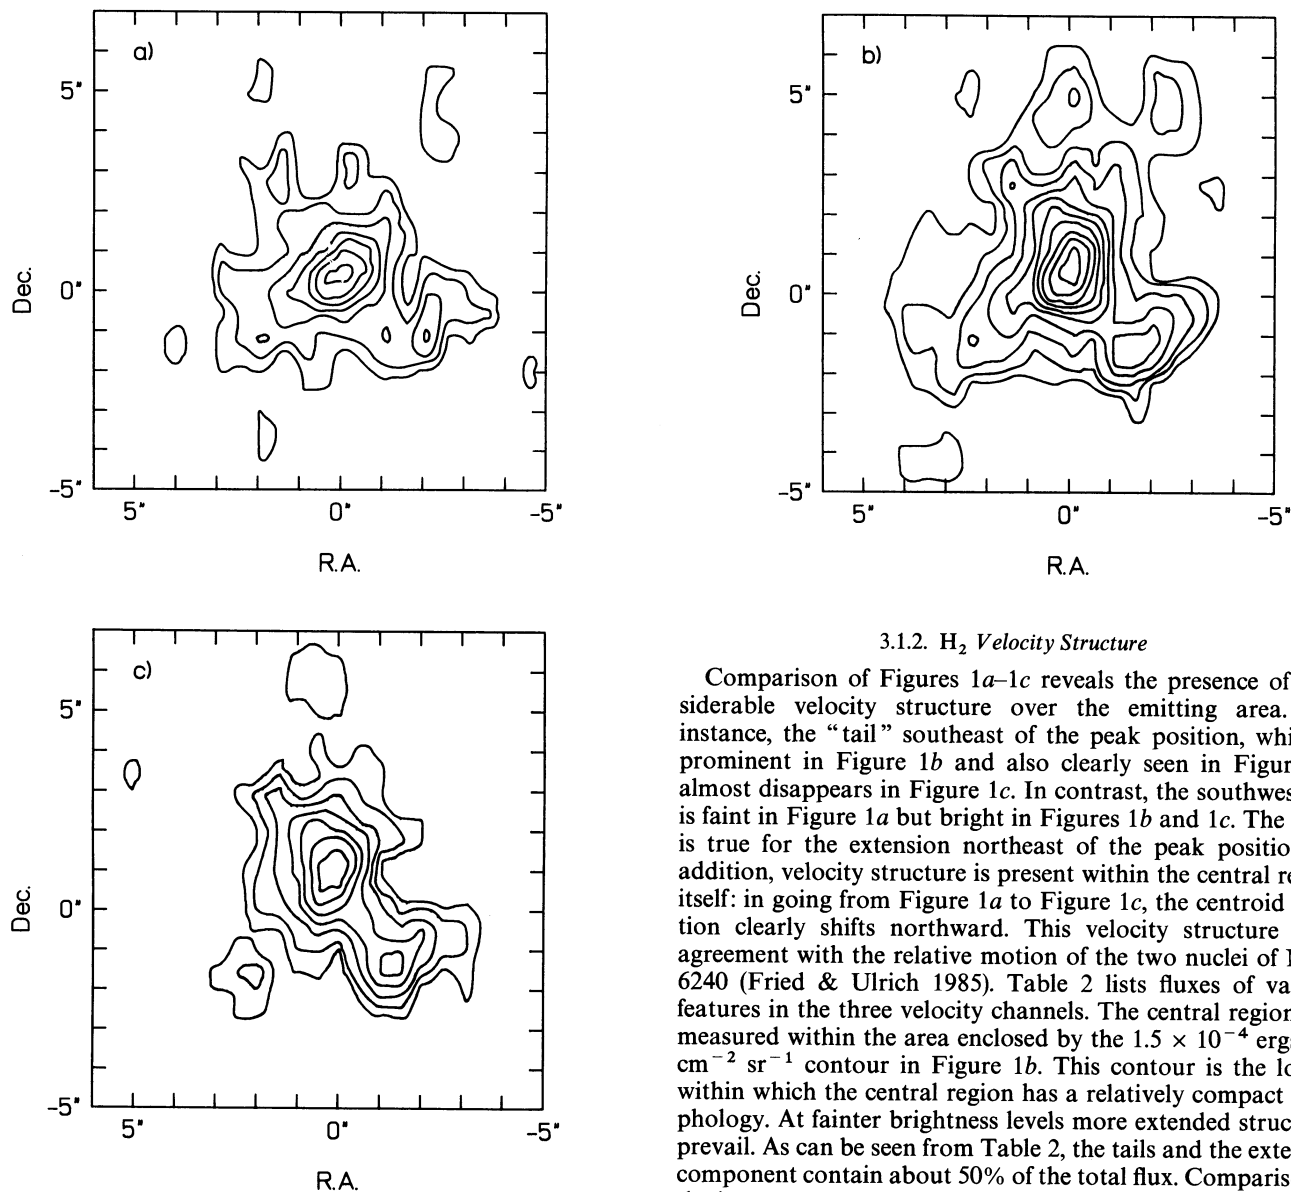 a)
5"
0"
-5"
Dec.
5" 0" -5"
R.A.
b)
5"
0"
-5"
Dec.
5" 0" -5"
R.A.
c)
5"
0"
-5"
Dec.
5" 0" -5"
R.A.
3.1.2. H₂ Velocity Structure
Comparison of Figures 1a–1c reveals the presence of
siderable velocity structure over the emitting area.
instance, the “tail” southeast of the peak position, whi
prominent in Figure 1b and also clearly seen in Figur
almost disappears in Figure 1c. In contrast, the southwes
is faint in Figure 1a but bright in Figures 1b and 1c. The
is true for the extension northeast of the peak positio
addition, velocity structure is present within the central re
itself: in going from Figure 1a to Figure 1c, the centroid
tion clearly shifts northward. This velocity structure
agreement with the relative motion of the two nuclei of
6240 (Fried & Ulrich 1985). Table 2 lists fluxes of va
features in the three velocity channels. The central region
measured within the area enclosed by the 1.5 × 10⁻⁴ erg
cm⁻² sr⁻¹ contour in Figure 1b. This contour is the lo
within which the central region has a relatively compact
phology. At fainter brightness levels more extended struc
prevail. As can be seen from Table 2, the tails and the exte
component contain about 50% of the total flux. Comparis